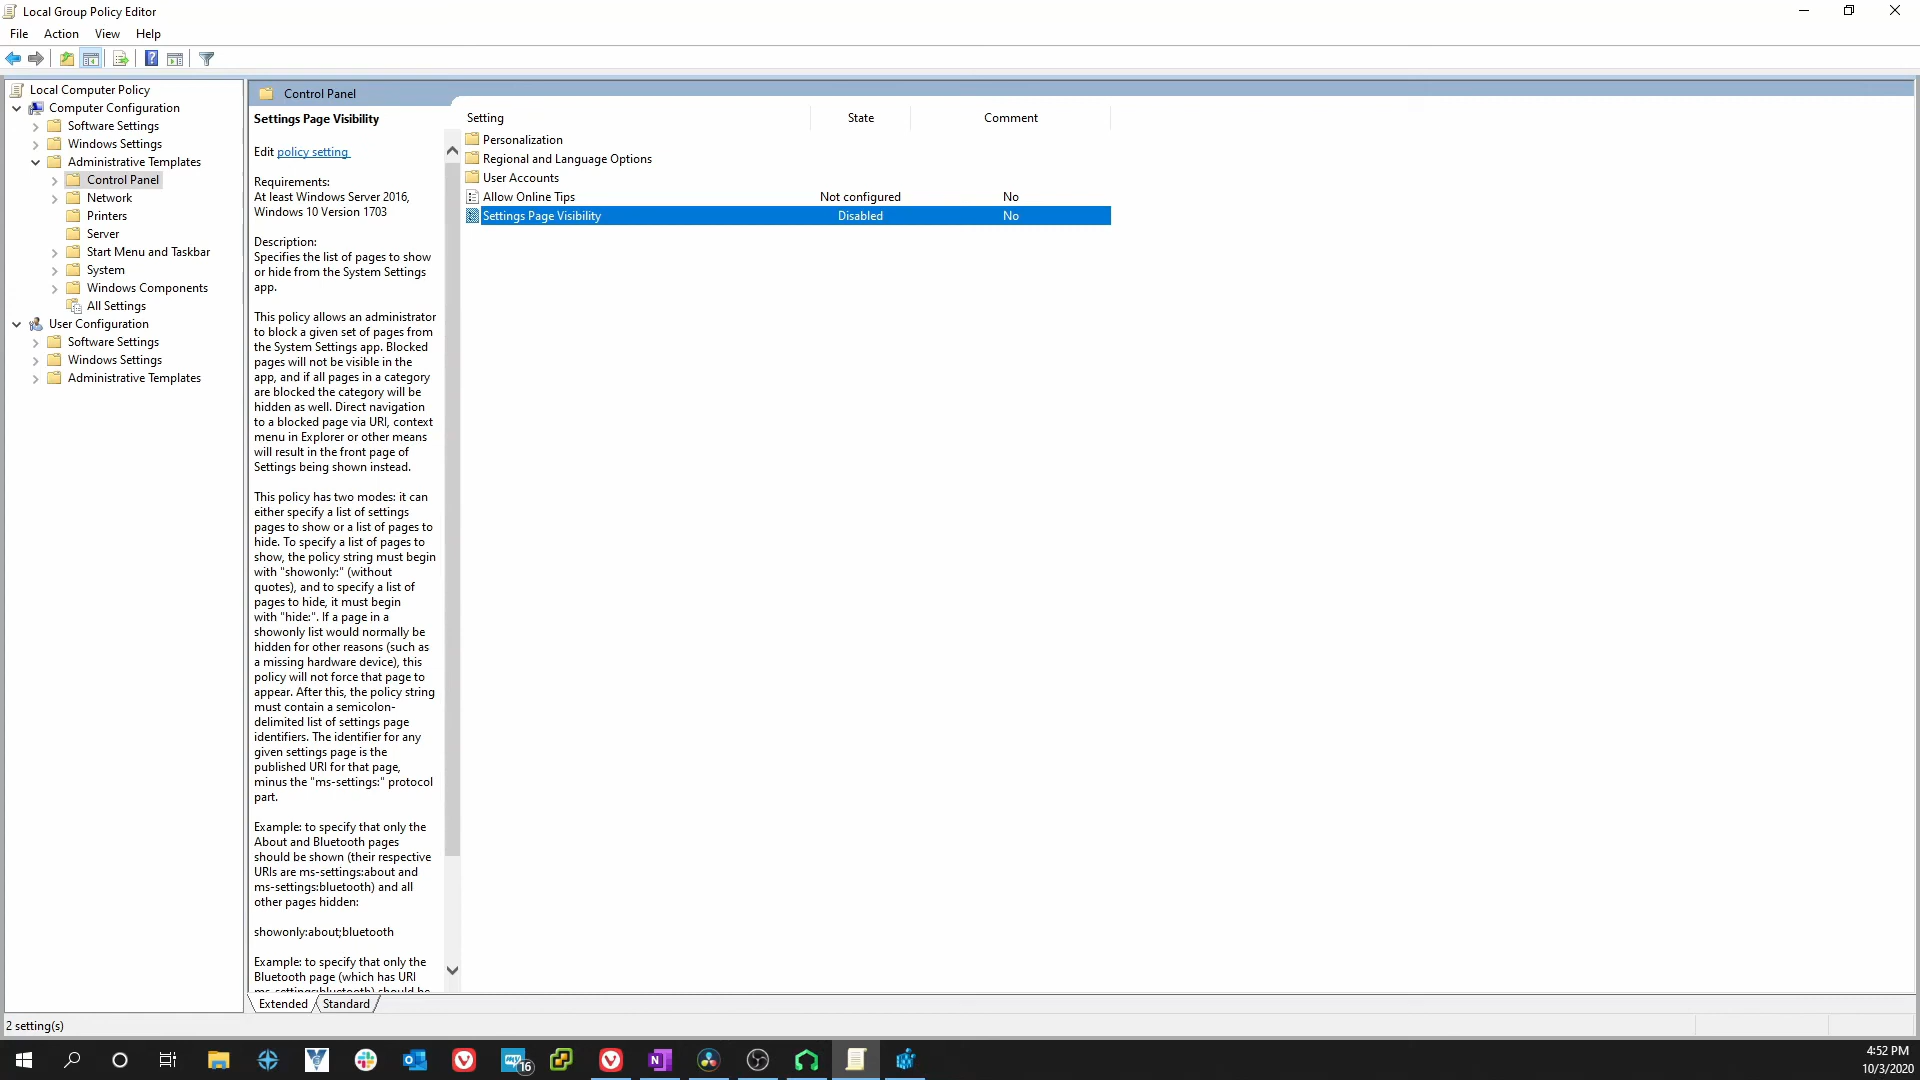 Local Group Policy Editor
File Action View Help
Local Computer Policy
Computer Configuration
Software Settings
Windows Settings
Administrative Templates
Control Panel
Network
Printers
Server
Start Menu and Taskbar
System
Windows Components
All Settings
User Configuration
Software Settings
Windows Settings
Administrative Templates
Control Panel
Settings Page Visibility
Edit policy setting
Requirements:
At least Windows Server 2016,
Windows 10 Version 1703
Description:
Specifies the list of pages to show
or hide from the System Settings
app.
This policy allows an administrator
to block a given set of pages from
the System Settings app. Blocked
pages will not be visible in the
app, and if all pages in a category
are blocked the category will be
hidden as well. Direct navigation
to a blocked page via URI, context
menu in Explorer or other means
will result in the front page of
Settings being shown instead.
This policy has two modes: it can
either specify a list of settings
pages to show or a list of pages to
hide. To specify a list of pages to
show, the policy string must begin
with "showonly:" (without
quotes), and to specify a list of
pages to hide, it must begin
with "hide:". If a page in a
showonly list would normally be
hidden for other reasons (such as
a missing hardware device), this
policy will not force that page to
appear. After this, the policy string
must contain a semicolon-
delimited list of settings page
identifiers. The identifier for any
given settings page is the
published URI for that page,
minus the "ms-settings:" protocol
part.
Example: to specify that only the
About and Bluetooth pages
should be shown (their respective
URIs are ms-settings:about and
ms-settings:bluetooth) and all
other pages hidden:
showonly:about;bluetooth
Example: to specify that only the
Bluetooth page (which has URI
ms-settings:bluetooth) should be
Setting State Comment
Personalization
Regional and Language Options
User Accounts
Allow Online Tips Not configured No
Settings Page Visibility Disabled No
Extended Standard
2 setting(s)
16
4:52 PM
10/3/2020